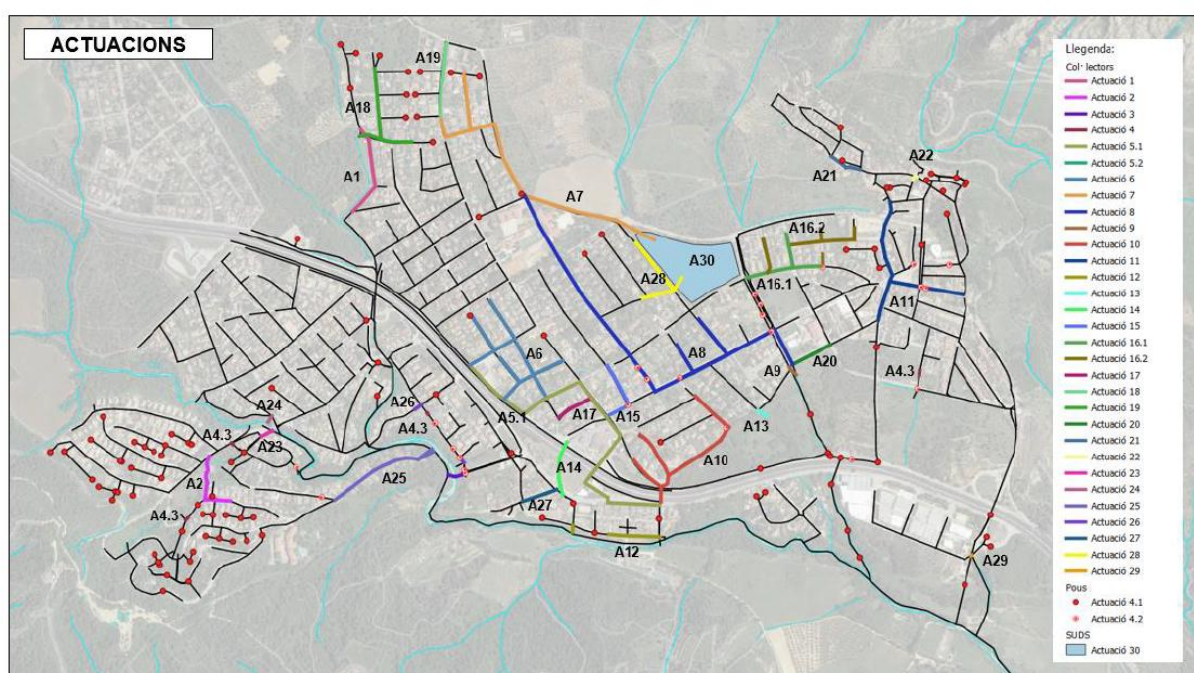 ACTUACIONS
A19
A18
A1
A7
A22
A21
A16.2
A30
A28
A16.1
A11
A6
A8
A20
A9
A4.3
A5.1
A17
A15
A13
A26
A24
A4.3
A4.3
A23
A10
A14
A25
A2
A27
A4.3
A12
A29
Llegenda:
Col·lectors
Actuació 1
Actuació 2
Actuació 3
Actuació 4
Actuació 5.1
Actuació 5.2
Actuació 6
Actuació 7
Actuació 8
Actuació 9
Actuació 10
Actuació 11
Actuació 12
Actuació 13
Actuació 14
Actuació 15
Actuació 16.1
Actuació 16.2
Actuació 17
Actuació 18
Actuació 19
Actuació 20
Actuació 21
Actuació 22
Actuació 23
Actuació 24
Actuació 25
Actuació 26
Actuació 27
Actuació 28
Actuació 29
Pous
Actuació 4.1
Actuació 4.2
SUDS
Actuació 30